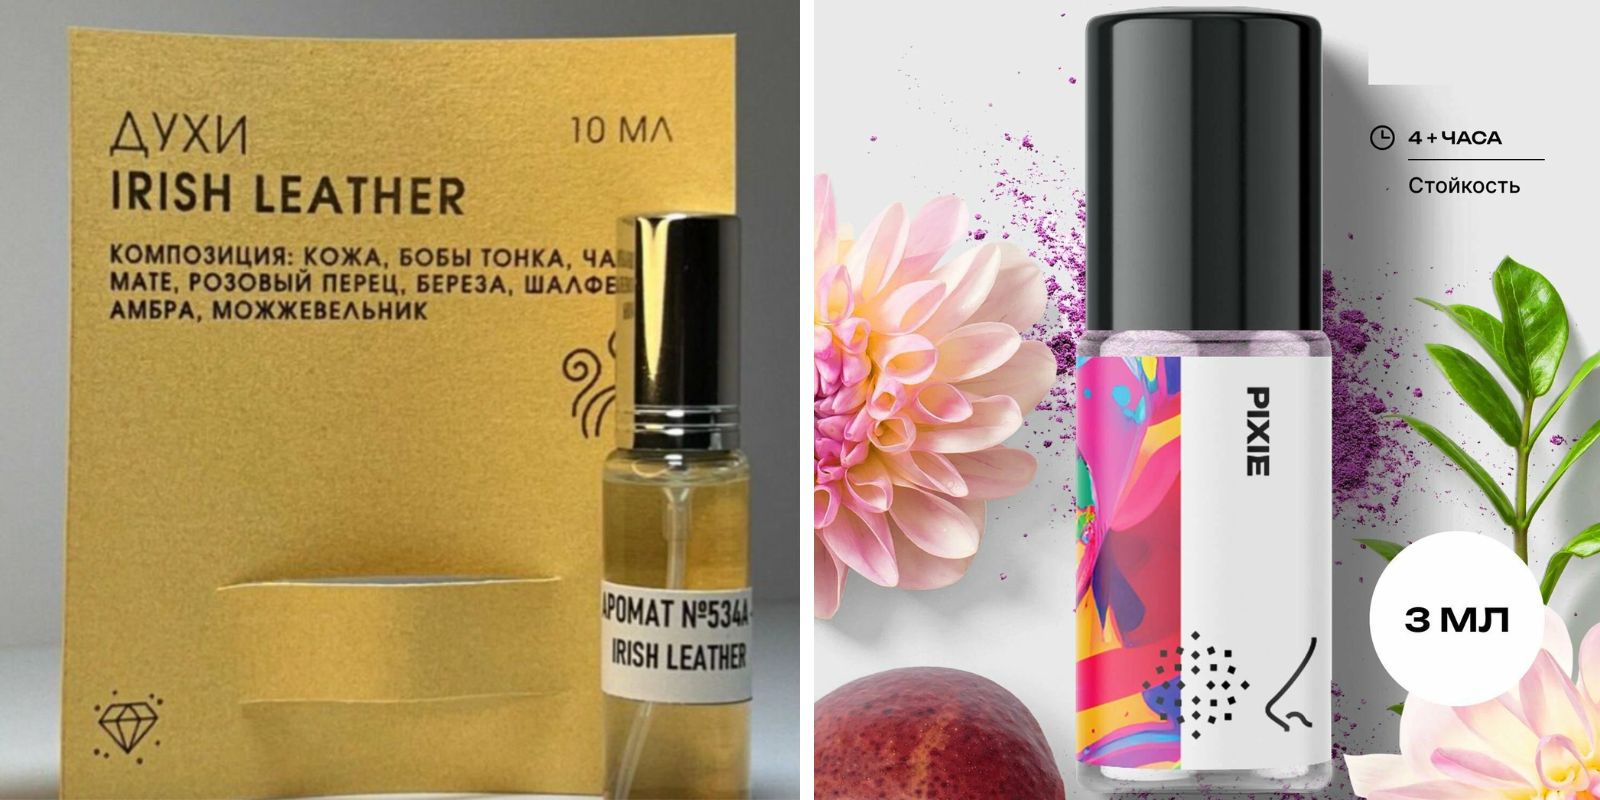 ДУХИ
10 МЛ
IRISH LEATHER
КОМПОЗИЦИЯ: КОЖА, БОБЫ ТОНКА,
МАТЕ, РОЗОВЫЙ ПЕРЕЦ, БЕРЕЗА,
АМБРА, МОЖЖЕВЕЛЬНИК
АРОМАТ №534А
IRISH LEATHER
4 + ЧАСА
Стойкость
PIXIE
3 МЛ